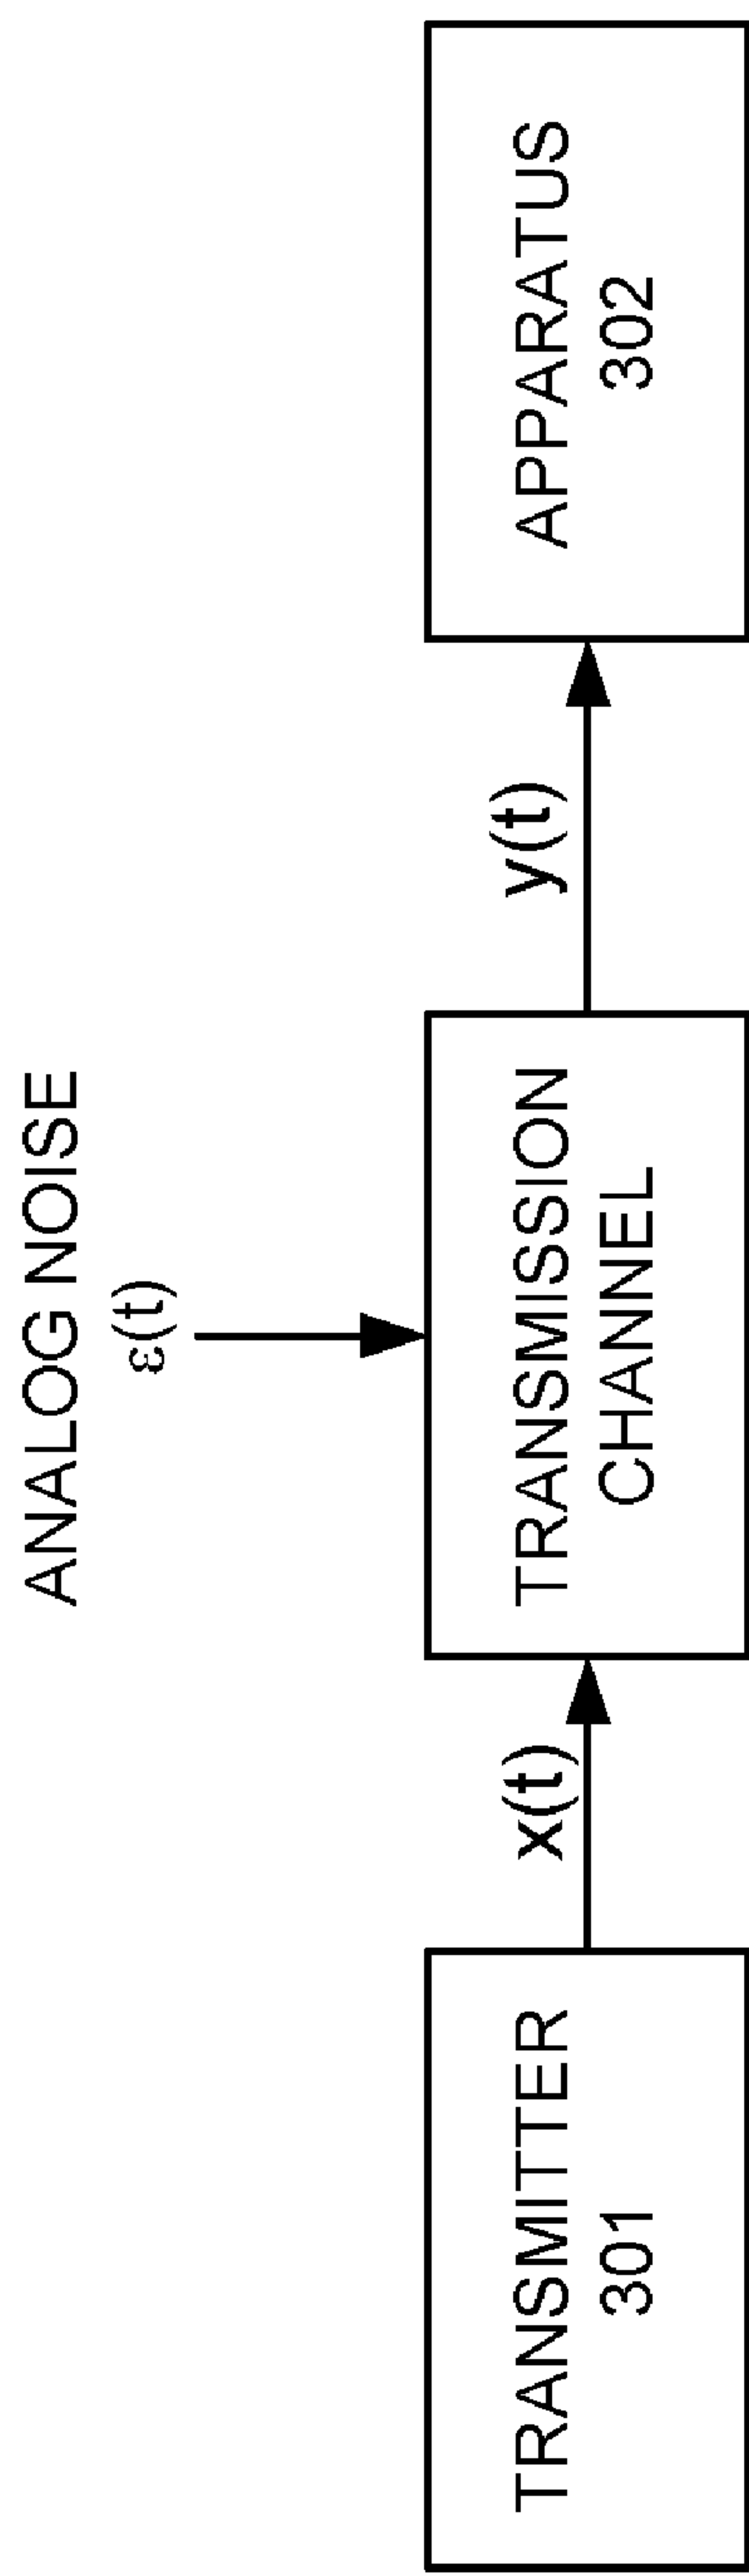 ANALOG NOISE
ε(t)
TRANSMITTER
301
x(t)
TRANSMISSION
CHANNEL
y(t)
APPARATUS
302